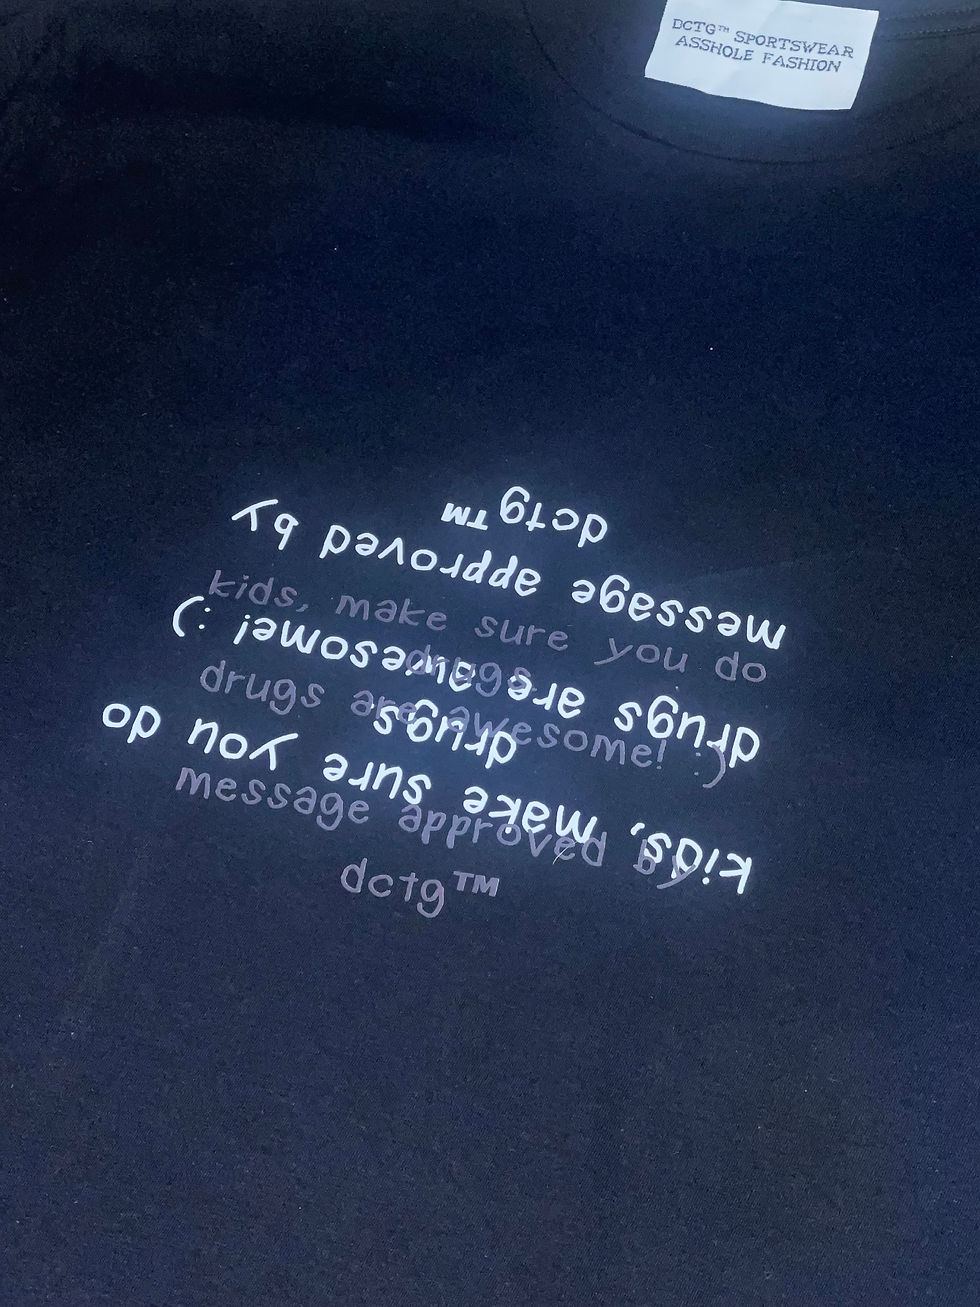 DCTG™ SPORTSWEAR
ASSHOLE FASHION
kids, make sure you do
drugs.
drugs are awesome! :)
message approved by
dctg™
kids, make sure you do
drugs.
drugs are awesome! :)
message approved by
dctg™